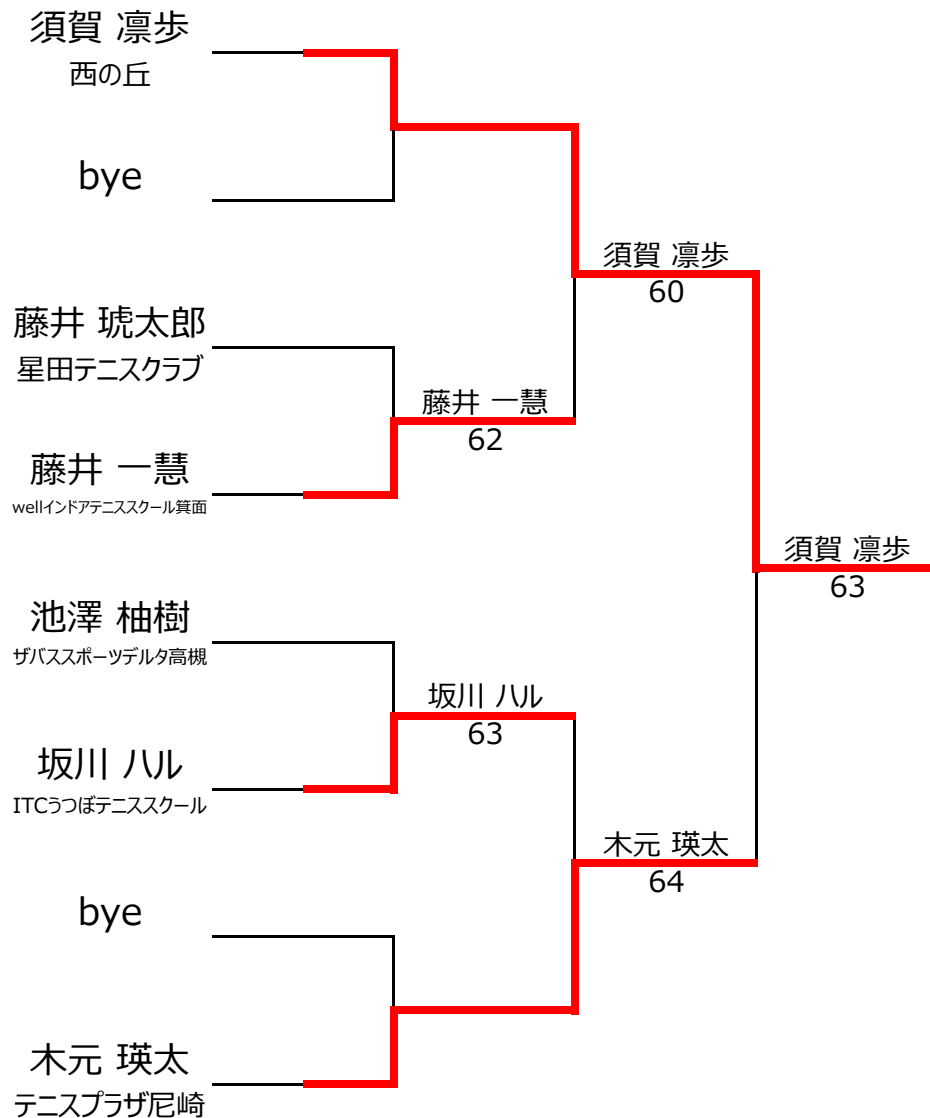 須賀 凛歩
西の丘
bye
藤井 琥太郎
星田テニスクラブ
藤井 一慧
wellインドアテニススクール箕面
池澤 柚樹
ザバススポーツデルタ高槻
坂川 ハル
ITCうつぼテニススクール
bye
木元 瑛太
テニスプラザ尼崎
藤井 一慧
62
坂川 ハル
63
須賀 凛歩
60
木元 瑛太
64
須賀 凛歩
63